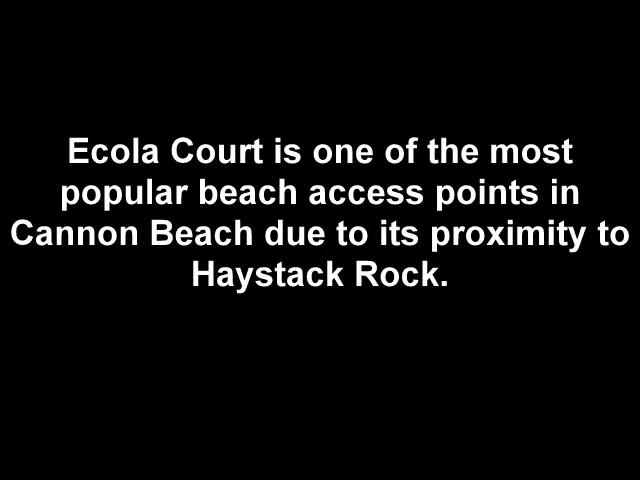 Ecola Court is one of the most
popular beach access points in
Cannon Beach due to its proximity to
Haystack Rock.